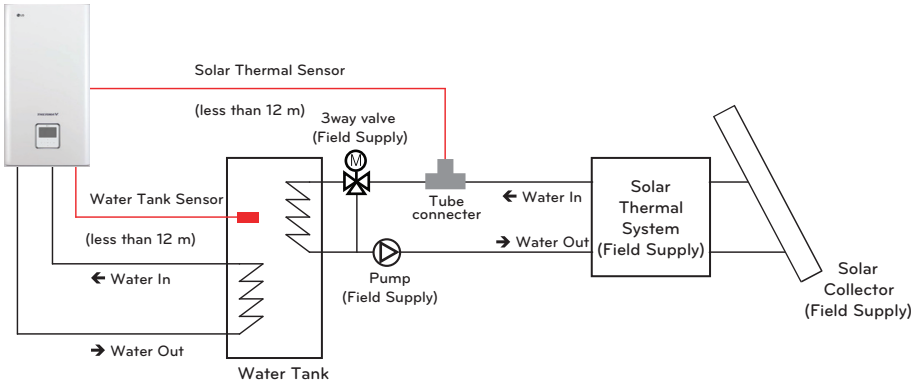 LG
Solar Thermal Sensor
(less than 12 m)
3way valve
(Field Supply)
M
Tube
connecter
← Water In
→ Water Out
Solar
Thermal
System
(Field Supply)
Water Tank Sensor
(less than 12 m)
← Water In
→ Water Out
Pump
(Field Supply)
Solar
Collector
(Field Supply)
Water Tank